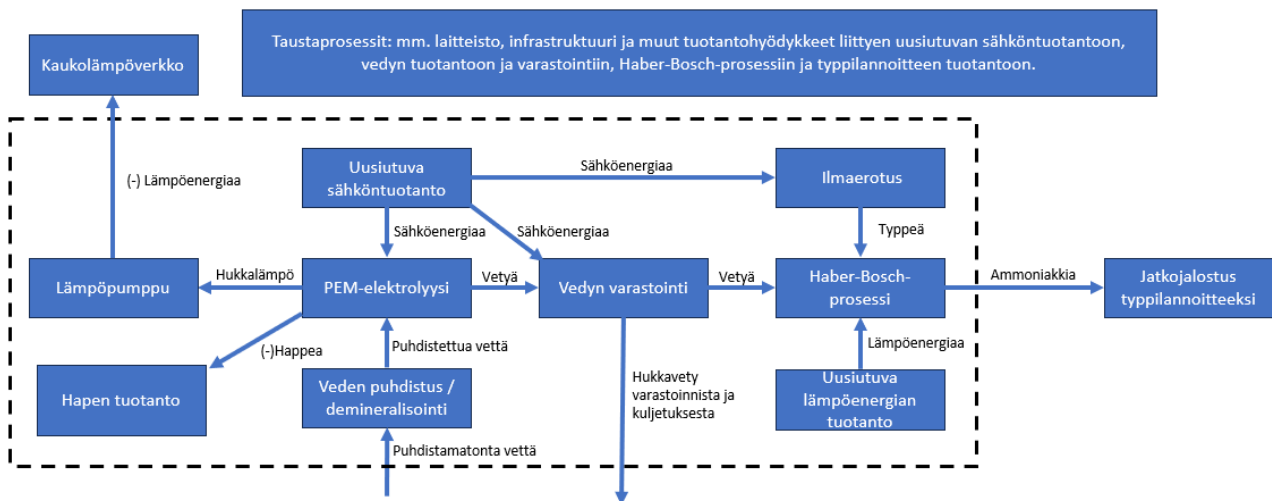 Taustaprosessit: mm. laitteisto, infrastruktuuri ja muut tuotantohyödykkeet liittyen uusiutuvan sähköntuotantoon,
vedyn tuotantoon ja varastointiin, Haber-Bosch-prosessiin ja typpilannoitteen tuotantoon.
Kaukolämpöverkko
(-) Lämpöenergiaa
Uusiutuva
sähköntuotanto
Sähköenergiaa
Ilmaerotus
Sähköenergiaa
Sähköenergiaa
Typpeä
Lämpöpumppu
Hukkalämpö
PEM-elektrolyysi
Vetyä
Vedyn varastointi
Vetyä
Haber-Bosch-
prosessi
Ammoniakkia
Jatkojalostus
typpilannoitteeksi
(-)Happea
Puhdistettua vettä
Lämpöenergiaa
Hapen tuotanto
Veden puhdistus /
demineralisointi
Hukkavety
varastoinnista ja
kuljetuksesta
Uusiutuva
lämpöenergian
tuotanto
Puhdistamatonta vettä